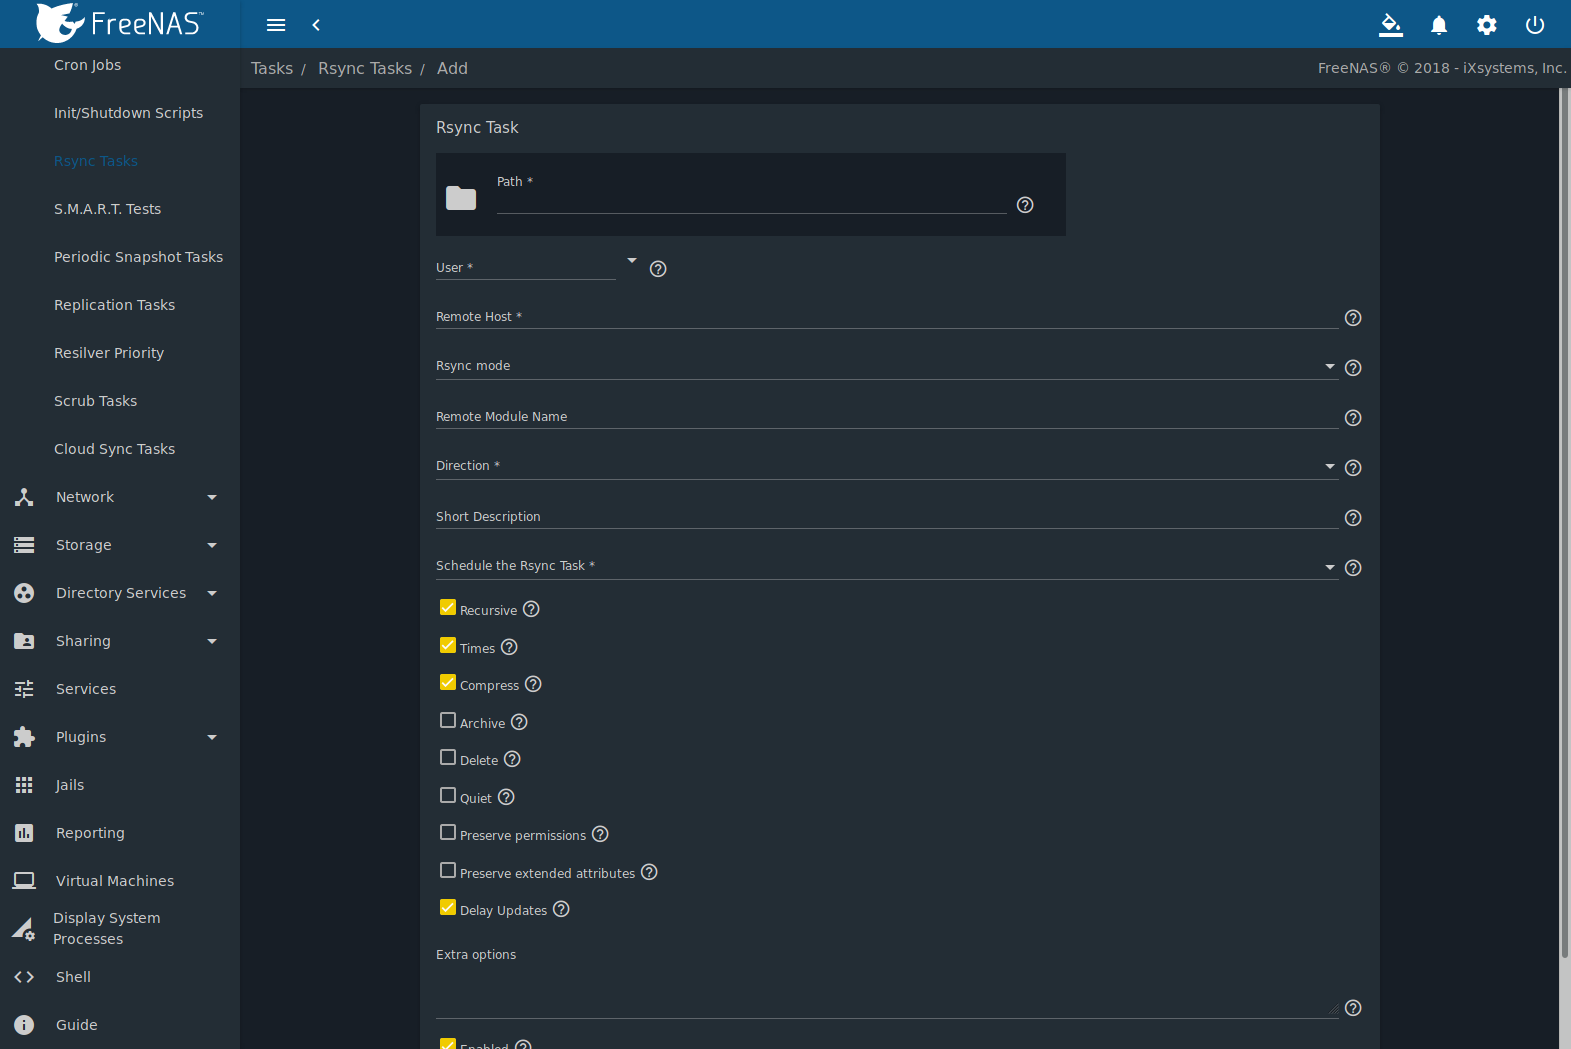 FreeNAS™
Tasks / Rsync Tasks / Add
FreeNAS® © 2018 - iXsystems, Inc.
Cron Jobs
Init/Shutdown Scripts
Rsync Tasks
S.M.A.R.T. Tests
Periodic Snapshot Tasks
Replication Tasks
Resilver Priority
Scrub Tasks
Cloud Sync Tasks
Network
Storage
Directory Services
Sharing
Services
Plugins
Jails
Reporting
Virtual Machines
Display System
Processes
Shell
Guide
Rsync Task
Path *
User *
Remote Host *
Rsync mode
Remote Module Name
Direction *
Short Description
Schedule the Rsync Task *
Recursive
Times
Compress
Archive
Delete
Quiet
Preserve permissions
Preserve extended attributes
Delay Updates
Extra options
Enabled